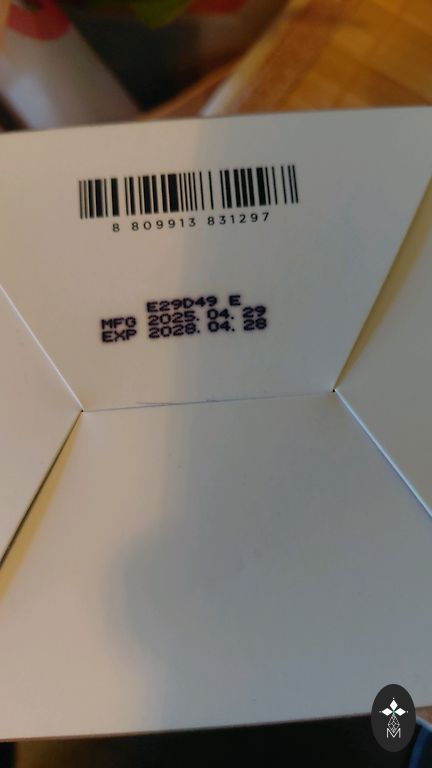 8 809913 831297
E29D49 E
MFG 2025. 04. 29
EXP 2028. 04. 28
M